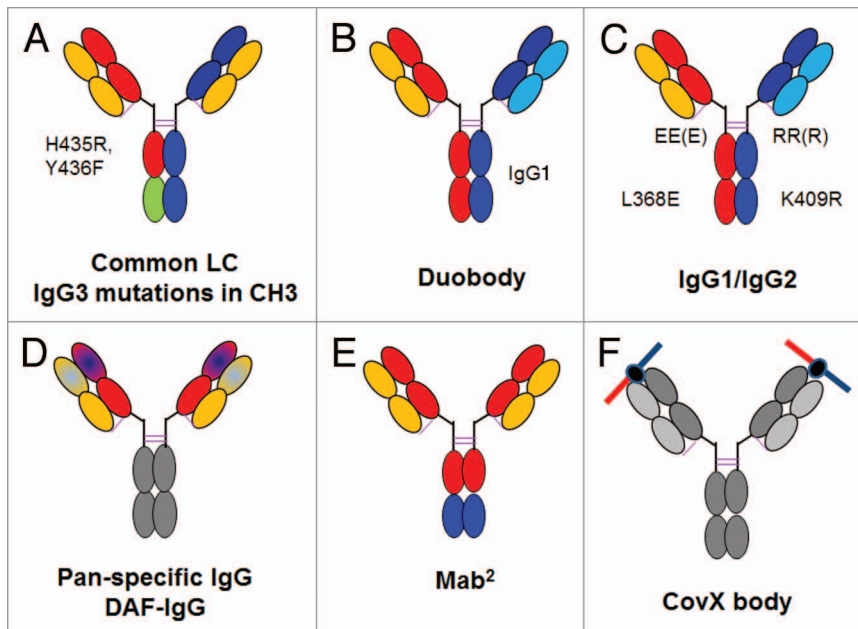 A
H435R,
Y436F
Common LC
IgG3 mutations in CH3
B
IgG1
Duobody
C
EE(E)
RR(R)
L368E
K409R
IgG1/IgG2
D
Pan-specific IgG
DAF-IgG
E
Mab²
F
CovX body